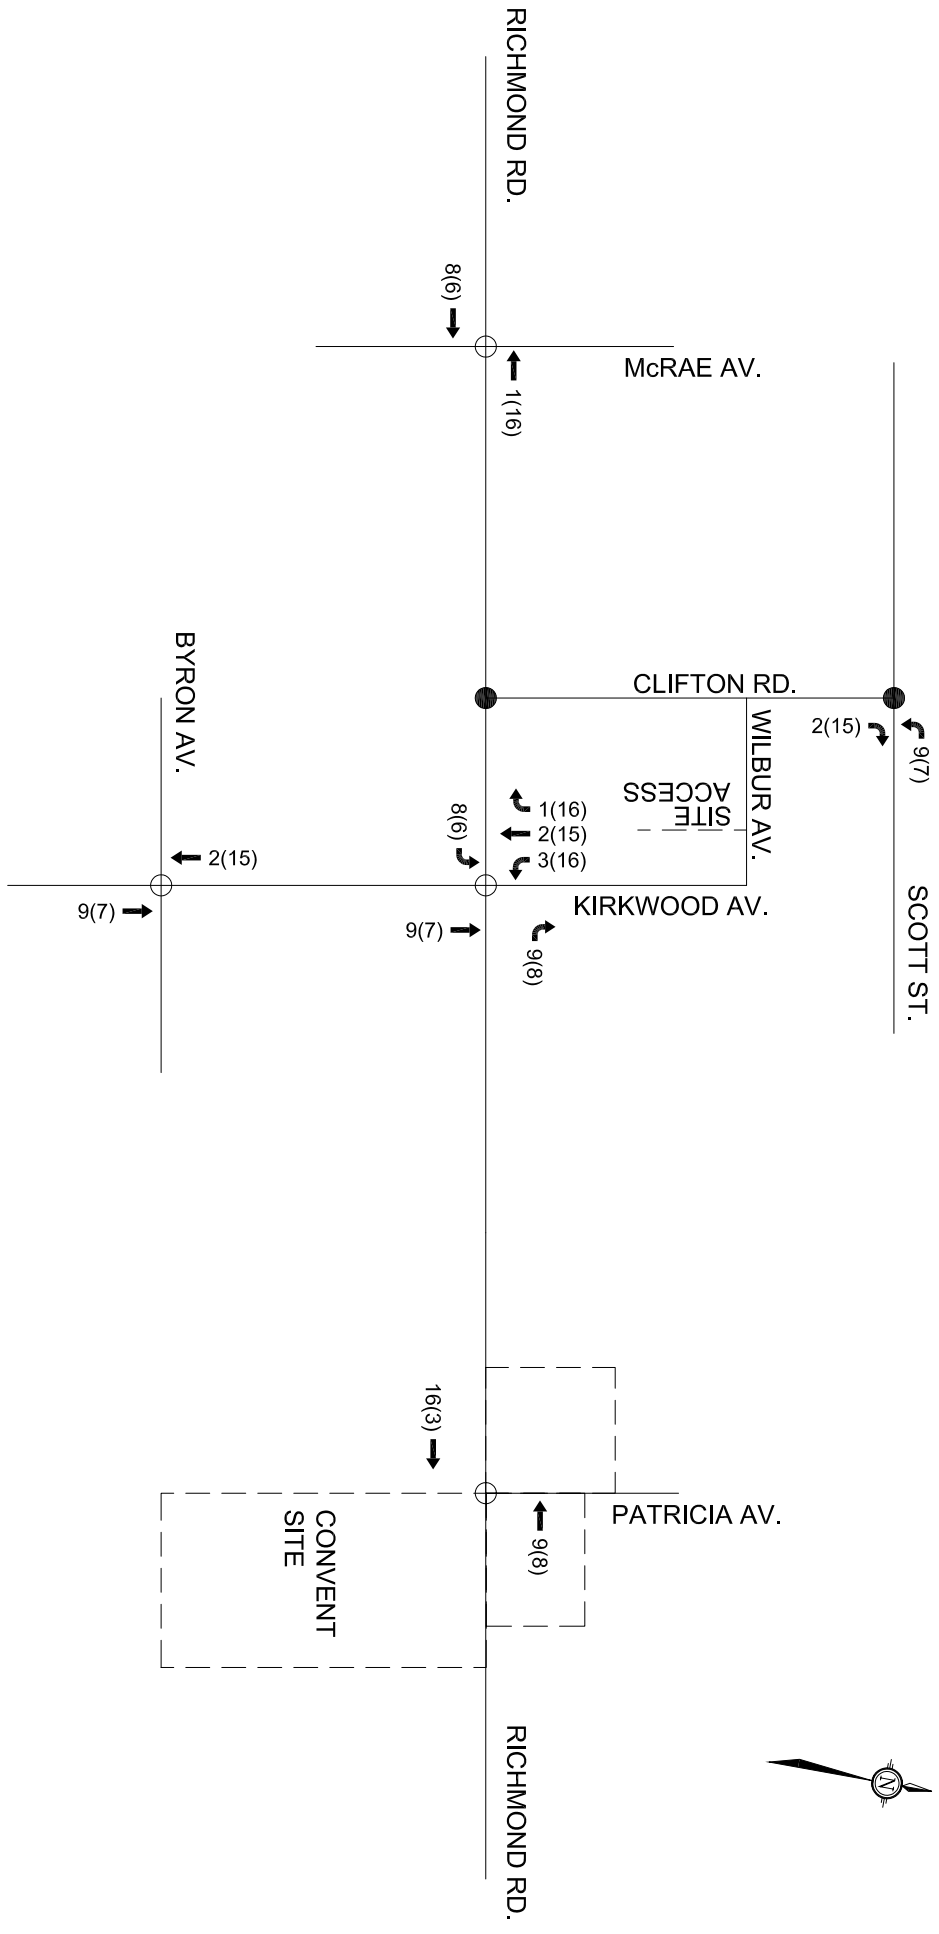 RICHMOND RD.
8(6)
McRAE AV.
1(16)
BYRON AV.
CLIFTON RD.
2(15)
9(7)
WILBUR AV.
SITE
ACCESS
1(16)
2(15)
3(16)
8(6)
2(15)
9(7)
KIRKWOOD AV.
9(7)
9(8)
SCOTT ST.
16(3)
PATRICIA AV.
9(8)
CONVENT
SITE
RICHMOND RD.
N